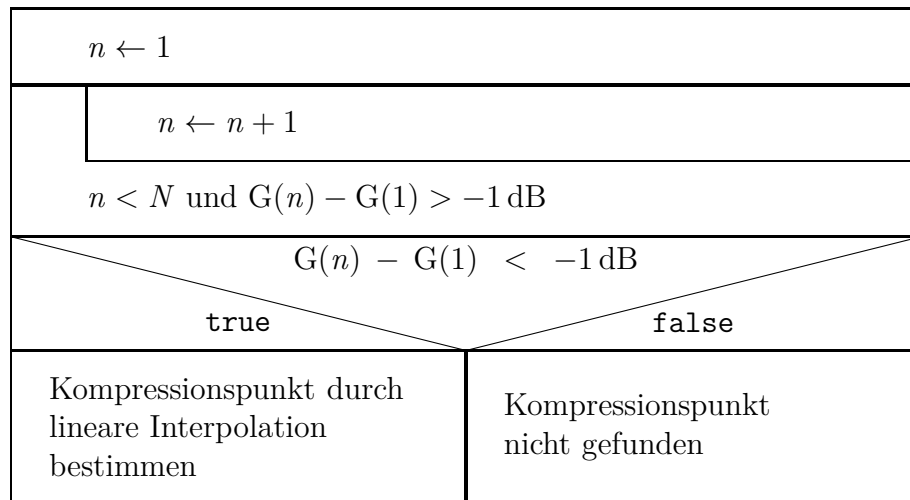 n ← 1
n ← n + 1
n < N und G(n) − G(1) > −1 dB
G(n) − G(1) < −1 dB
true
false
Kompressionspunkt durch
lineare Interpolation
bestimmen
Kompressionspunkt
nicht gefunden